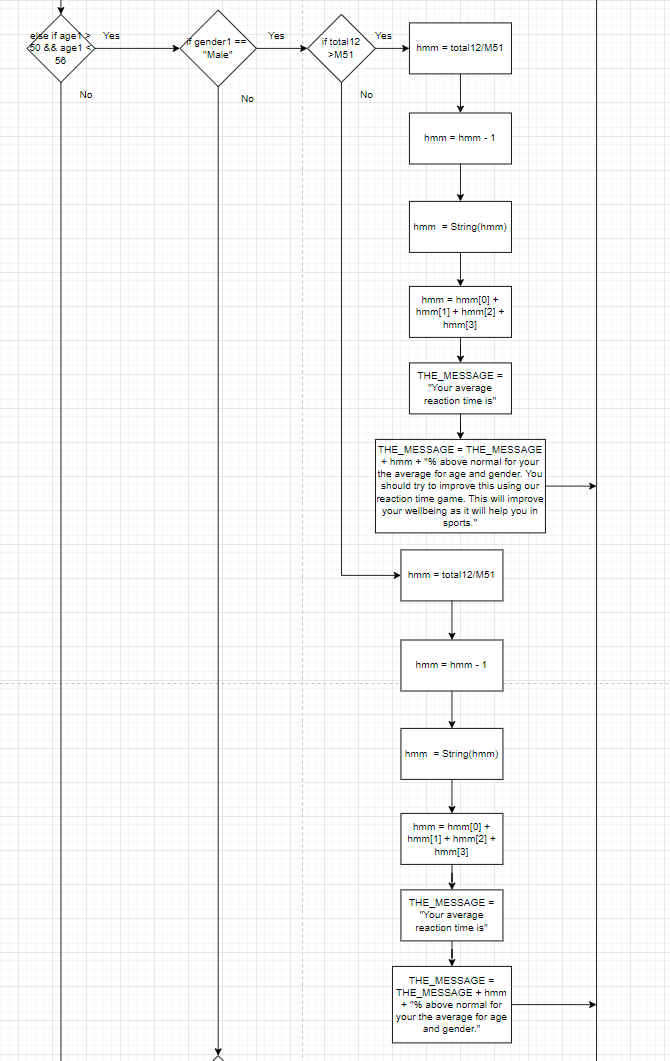 else if age1 >
50 && age1 <
56
Yes
if gender1 ==
"Male"
Yes
if total12
>M51
Yes
hmm = total12/M51
No
No
No
hmm = hmm - 1
hmm  = String(hmm)
hmm = hmm[0] +
hmm[1] + hmm[2] +
hmm[3]
THE_MESSAGE =
"Your average
reaction time is"
THE_MESSAGE = THE_MESSAGE
+ hmm + "% above normal for your
the average for age and gender. You
should try to improve this using our
reaction time game. This will improve
your wellbeing as it will help you in
sports."
hmm = total12/M51
hmm = hmm - 1
hmm  = String(hmm)
hmm = hmm[0] +
hmm[1] + hmm[2] +
hmm[3]
THE_MESSAGE =
"Your average
reaction time is"
THE_MESSAGE =
THE_MESSAGE + hmm
+ "% above normal for
your the average for age
and gender."